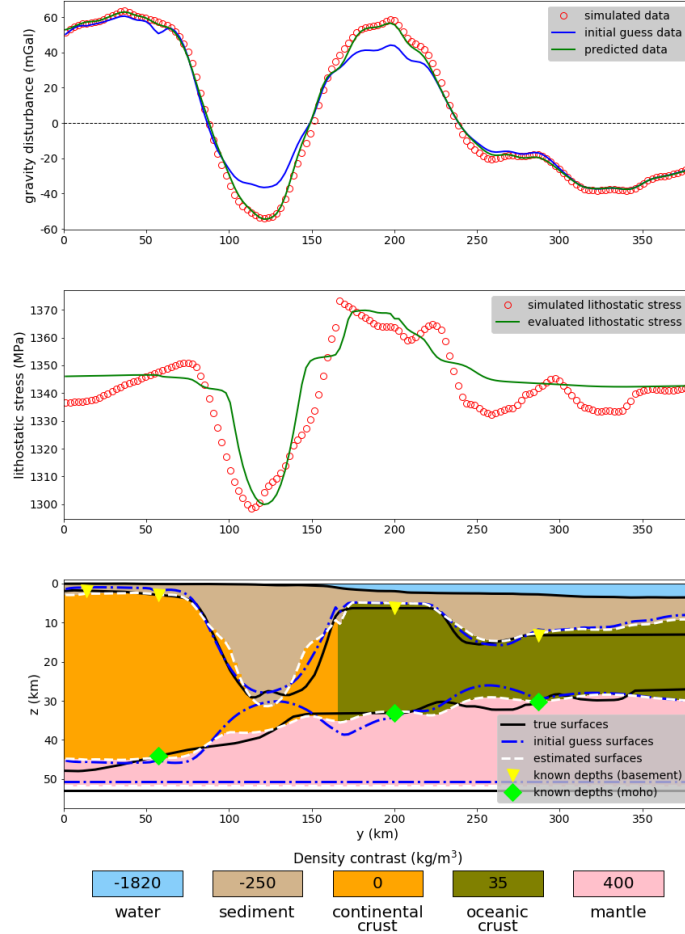 60
40
20
0
-20
-40
-60
gravity disturbance (mGal)
simulated data
initial guess data
predicted data
0
50
100
150
200
250
300
350
1370
1360
1350
1340
1330
1320
1310
1300
lithostatic stress (MPa)
simulated lithostatic stress
evaluated lithostatic stress
0
50
100
150
200
250
300
350
0
10
20
30
40
50
z (km)
true surfaces
initial guess surfaces
estimated surfaces
known depths (basement)
known depths (moho)
0
50
100
150
200
250
300
350
y (km)
Density contrast (kg/m³)
-1820
-250
0
35
400
water
sediment
continental
crust
oceanic
crust
mantle